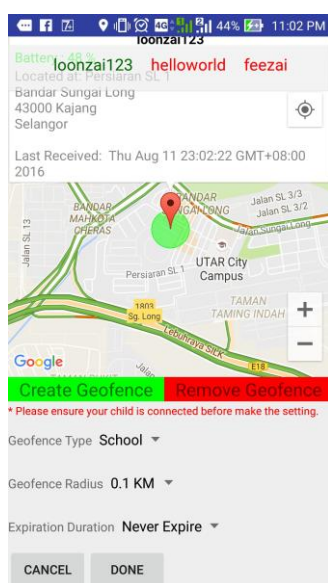 4G
44%
11:02 PM
loonzai123
Battery : 48 %
loonzai123 helloworld feezai
Located at: Persiaran SL 1
Bandar Sungai Long
43000 Kajang
Selangor
Last Received: Thu Aug 11 23:02:22 GMT+08:00
2016
BANDAR
MAHKOTA
CHERAS
BANDAR
SUNGAI LONG
Jalan SL 3/3
Jalan SL 3/2
Jalan Sungai Long
Jalan SL 13
UTAR City
Campus
Persiaran SL 1
1803
Sg. Long
TAMAN
TAMING INDAH
Lebuhraya SILK
+
−
Google
Jalan
E18
Create Geofence Remove Geofence
* Please ensure your child is connected before make the setting.
Geofence Type School
Geofence Radius 0.1 KM
Expiration Duration Never Expire
CANCEL DONE